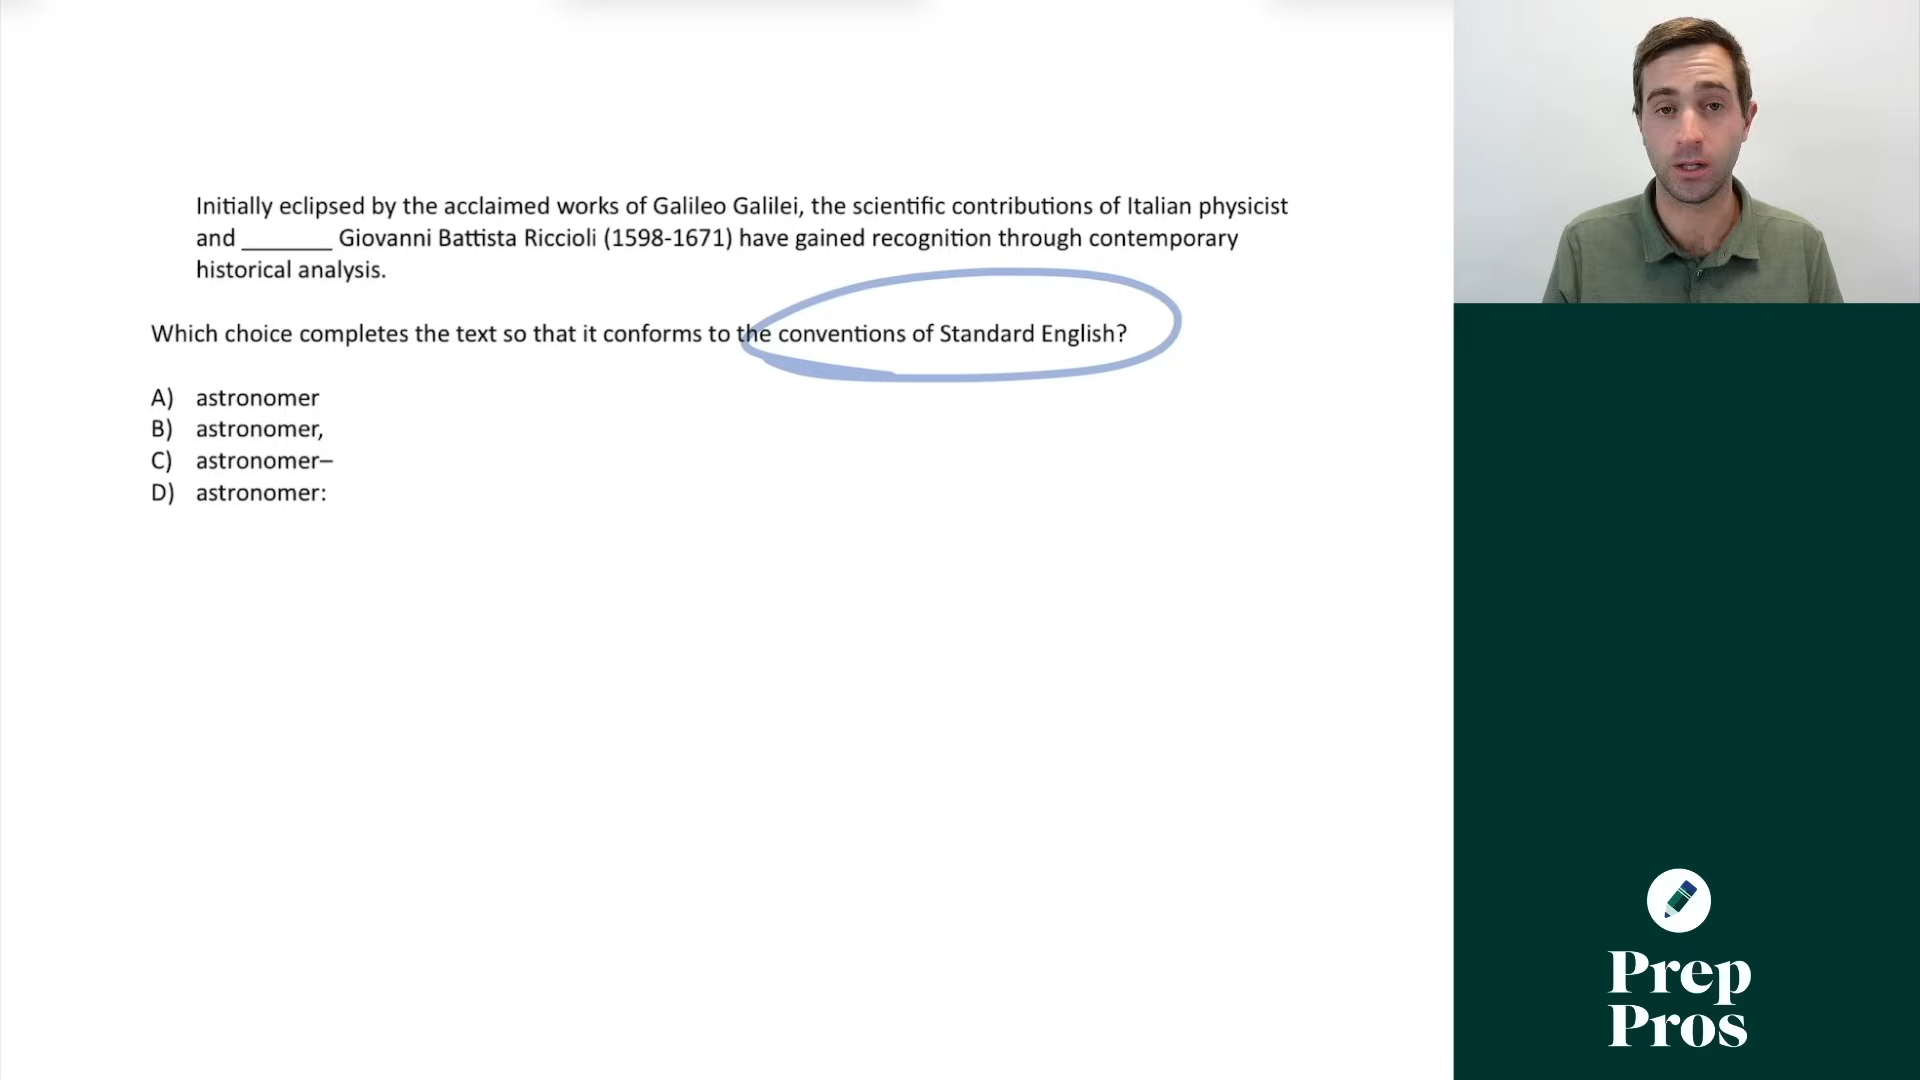 Initially eclipsed by the acclaimed works of Galileo Galilei, the scientific contributions of Italian physicist
and _______ Giovanni Battista Riccioli (1598-1671) have gained recognition through contemporary
historical analysis.
Which choice completes the text so that it conforms to the conventions of Standard English?
A) astronomer
B) astronomer,
C) astronomer–
D) astronomer:
Prep
Pros